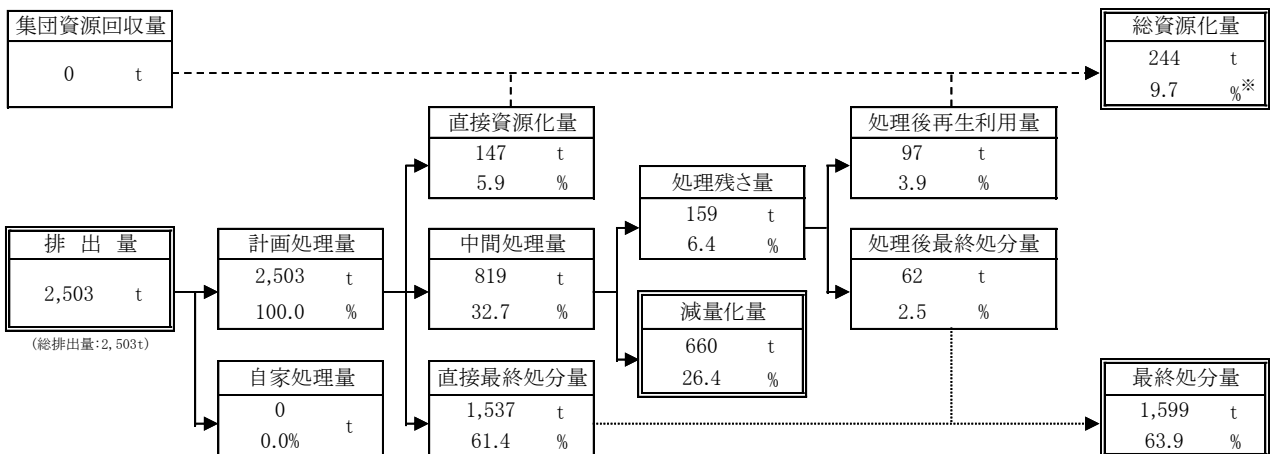 集団資源回収量
0 t
総資源化量
244 t
9.7 %※
直接資源化量
147 t
5.9 %
処理後再生利用量
97 t
3.9 %
処理残さ量
159 t
6.4 %
排 出 量
2,503 t
(総排出量:2,503t)
計画処理量
2,503 t
100.0 %
中間処理量
819 t
32.7 %
処理後最終処分量
62 t
2.5 %
減量化量
660 t
26.4 %
自家処理量
0 t
0.0%
直接最終処分量
1,537 t
61.4 %
最終処分量
1,599 t
63.9 %